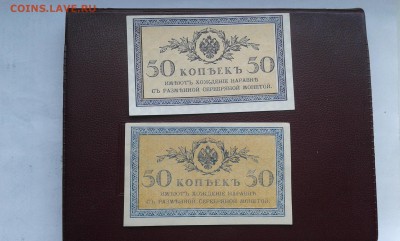 COINS.LAVE.RU
50 КОПѢЕКЪ 50
ИМѢЮТЪ ХОЖДЕНІЕ НАРАВНѢ
СЪ РАЗМѢННОЙ СЕРЕБРЯНОЙ МОНЕТОЙ.
50 КОПѢЕКЪ 50
ИМѢЮТЪ ХОЖДЕНІЕ НАРАВНѢ
СЪ РАЗМѢННОЙ СЕРЕБРЯНОЙ МОНЕТОЙ.